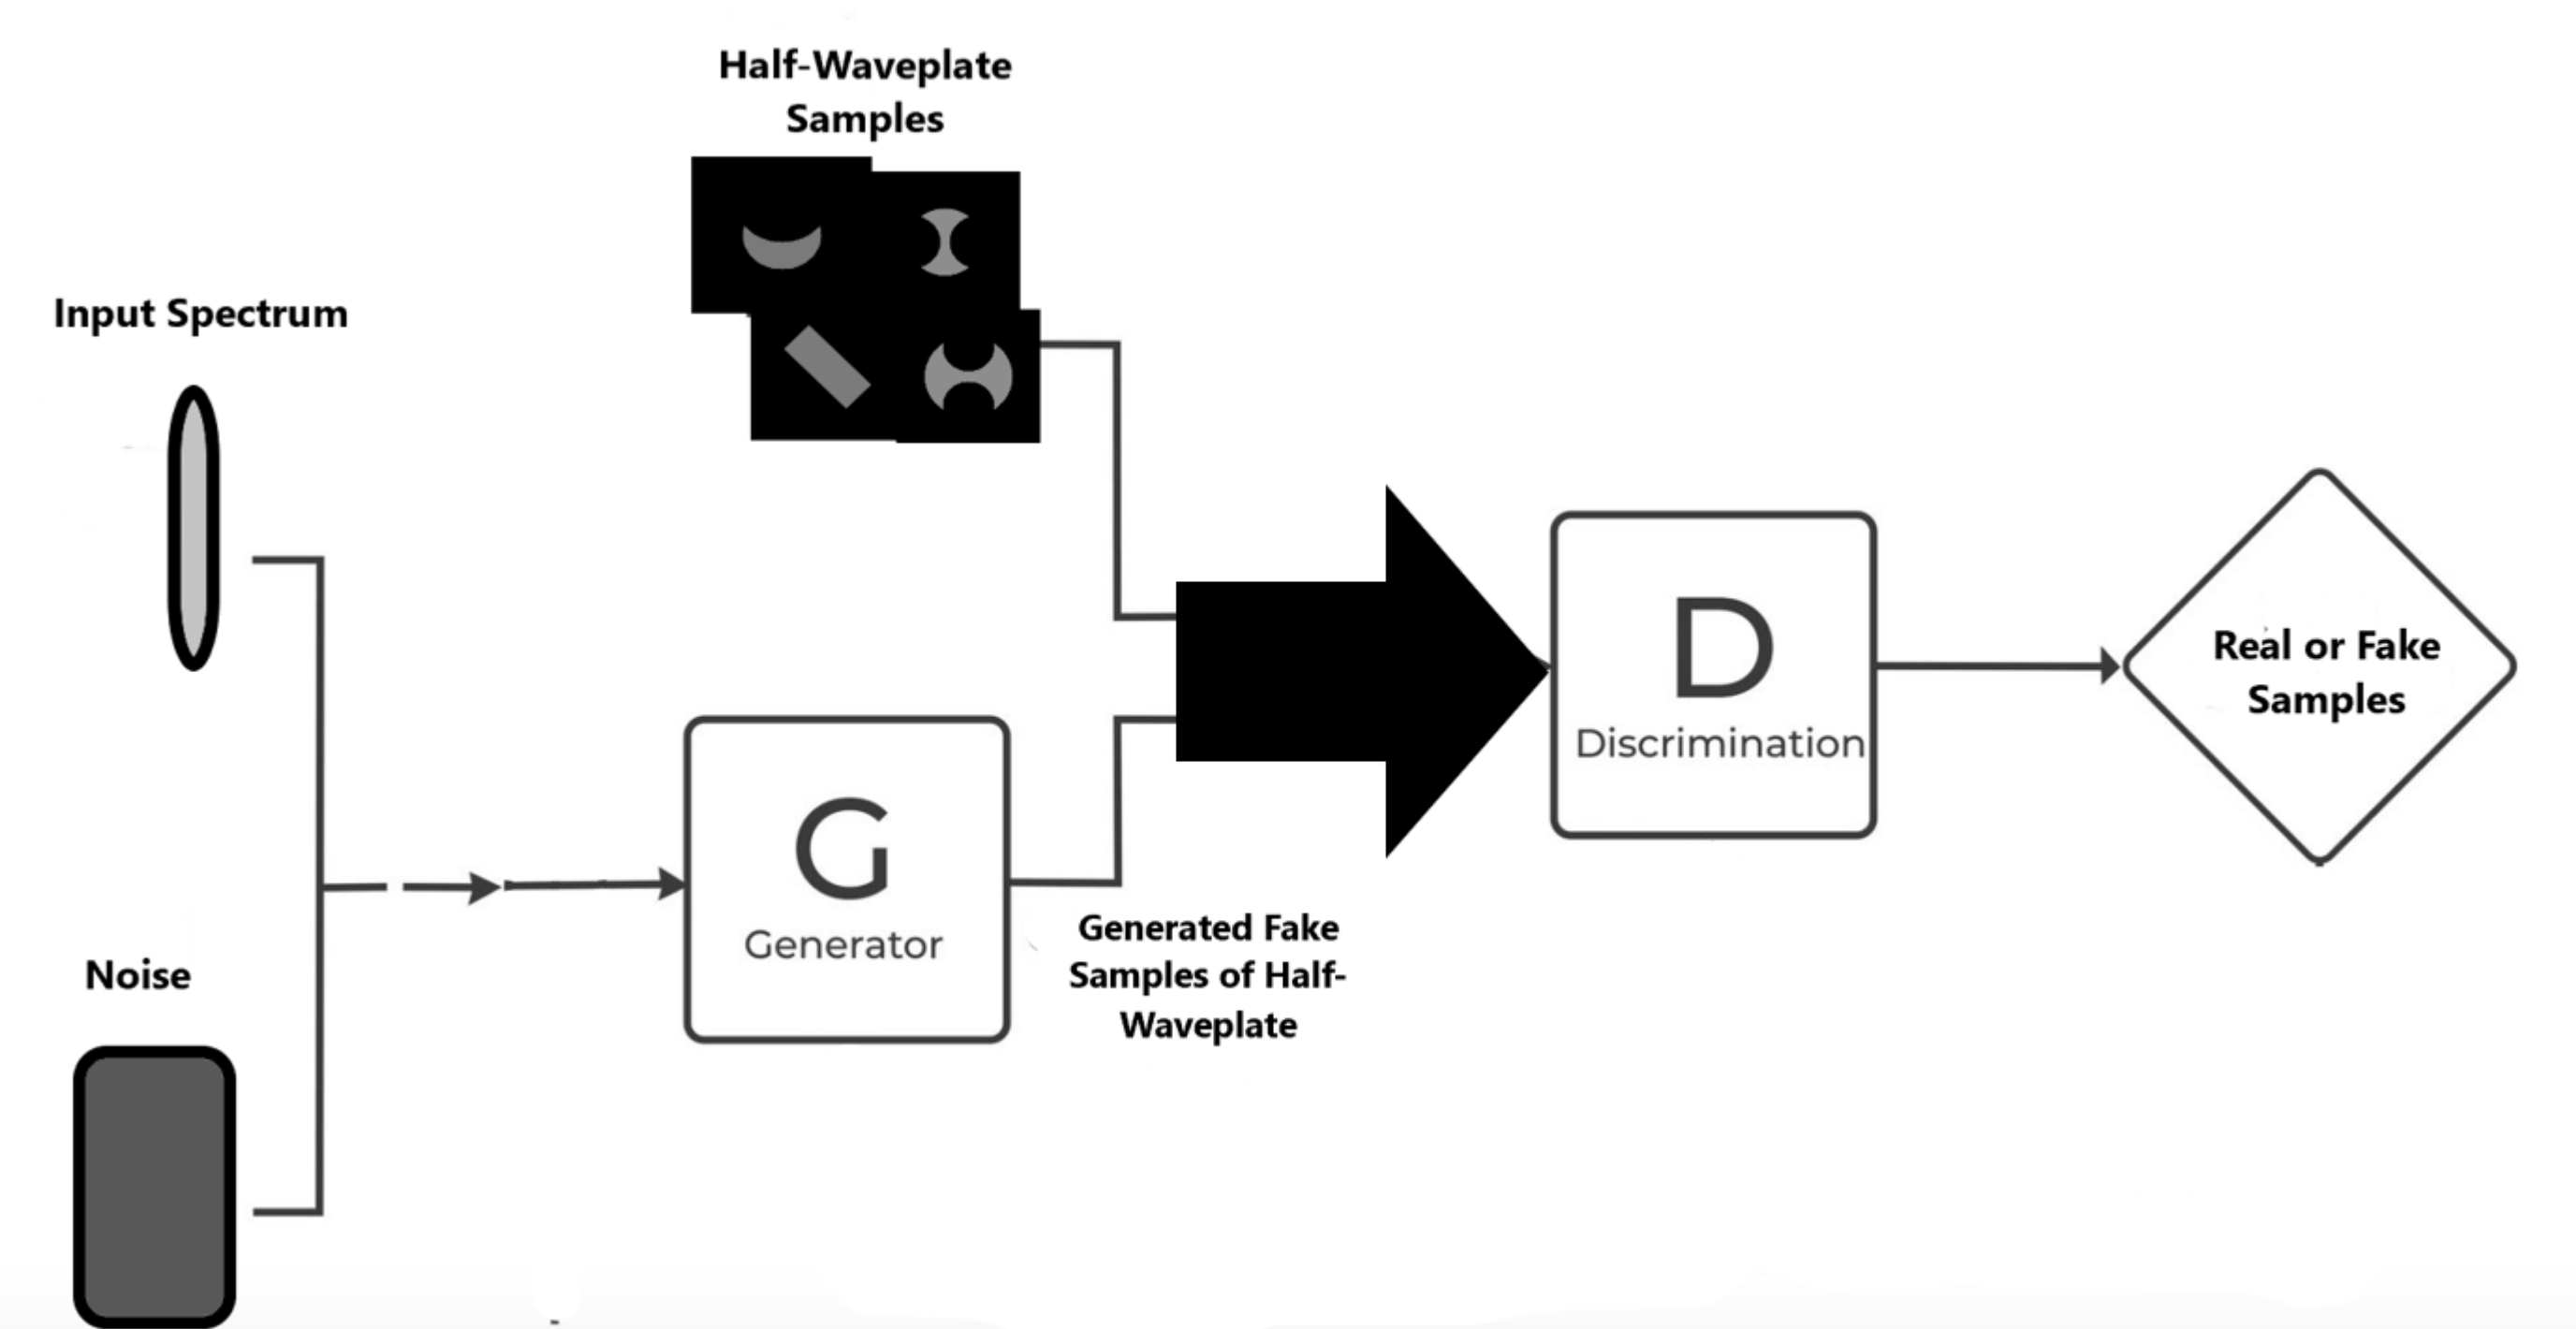 Half-Waveplate
Samples
Input Spectrum
Noise
G
Generator
Generated Fake
Samples of Half-
Waveplate
D
Discrimination
Real or Fake
Samples